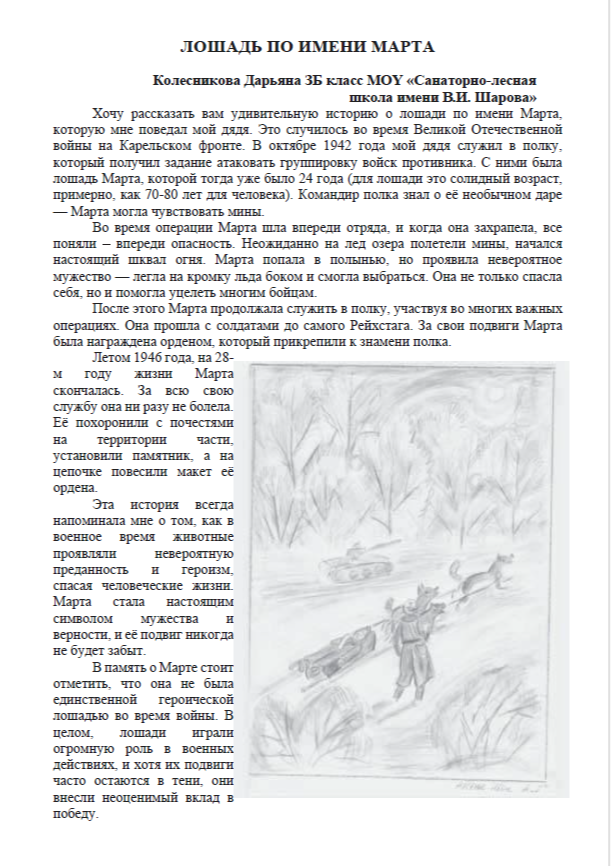 ЛОШАДЬ ПО ИМЕНИ МАРТА
Колесникова Дарьяна 3Б класс МОУ «Санаторно-лесная
школа имени В.И. Шарова»
Хочу рассказать вам удивительную историю о лошади по имени Марта,
которую мне поведал мой дядя. Это случилось во время Великой Отечественной
войны на Карельском фронте. В октябре 1942 года мой дядя служил в полку,
который получил задание атаковать группировку войск противника. С ними была
лошадь Марта, которой тогда уже было 24 года (для лошади это солидный возраст,
примерно, как 70-80 лет для человека). Командир полка знал о её необычном даре
— Марта могла чувствовать мины.
Во время операции Марта шла впереди отряда, и когда она захрапела, все
поняли – впереди опасность. Неожиданно на лед озера полетели мины, начался
настоящий шквал огня. Марта попала в полынью, но проявила невероятное
мужество — легла на кромку льда боком и смогла выбраться. Она не только спасла
себя, но и помогла уцелеть многим бойцам.
После этого Марта продолжала служить в полку, участвуя во многих важных
операциях. Она прошла с солдатами до самого Рейхстага. За свои подвиги Марта
была награждена орденом, который прикрепили к знамени полка.
Летом 1946 года, на 28-
м году жизни Марта
скончалась. За всю свою
службу она ни разу не болела.
Её похоронили с почестями
на территории части,
установили памятник, а на
цепочке повесили макет её
ордена.
Эта история всегда
напоминала мне о том, как в
военное время животные
проявляли невероятную
преданность и героизм,
спасая человеческие жизни.
Марта стала настоящим
символом мужества и
верности, и её подвиг никогда
не будет забыт.
В память о Марте стоит
отметить, что она не была
единственной героической
лошадью во время войны. В
целом, лошади играли
огромную роль в военных
действиях, и хотя их подвиги
часто остаются в тени, они
внесли неоценимый вклад в
победу.